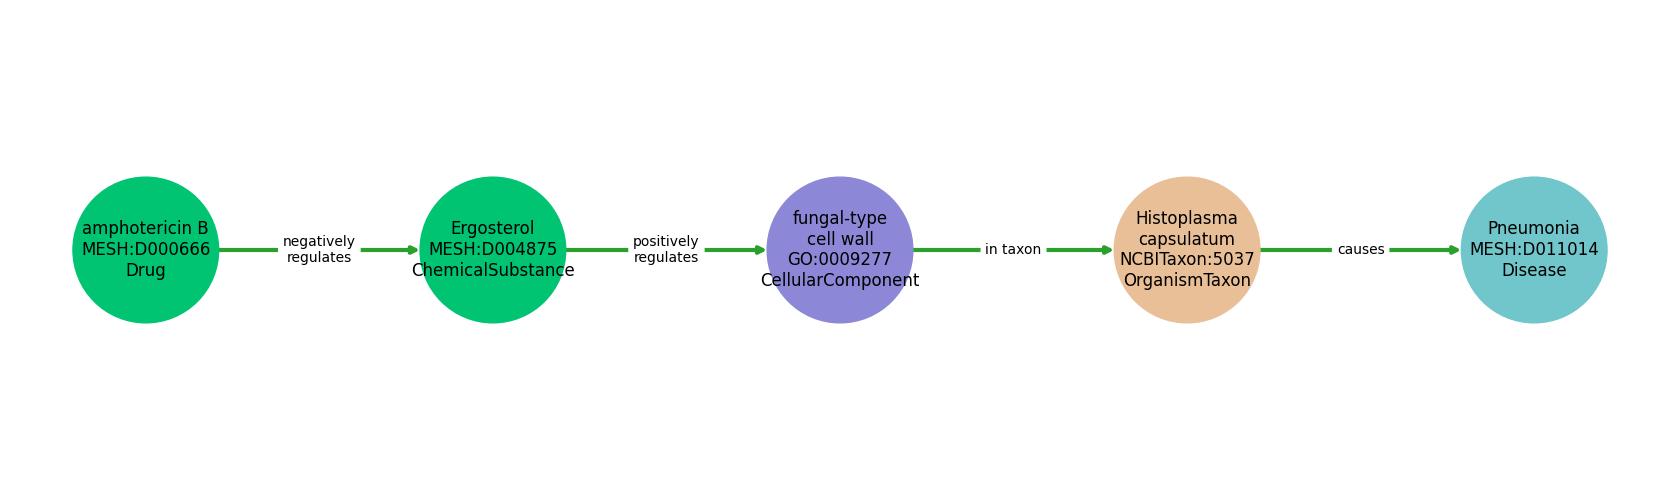 amphotericin B
MESH:D000666
Drug
negatively
regulates
Ergosterol
MESH:D004875
ChemicalSubstance
positively
regulates
fungal-type
cell wall
GO:0009277
CellularComponent
in taxon
Histoplasma
capsulatum
NCBITaxon:5037
OrganismTaxon
causes
Pneumonia
MESH:D011014
Disease